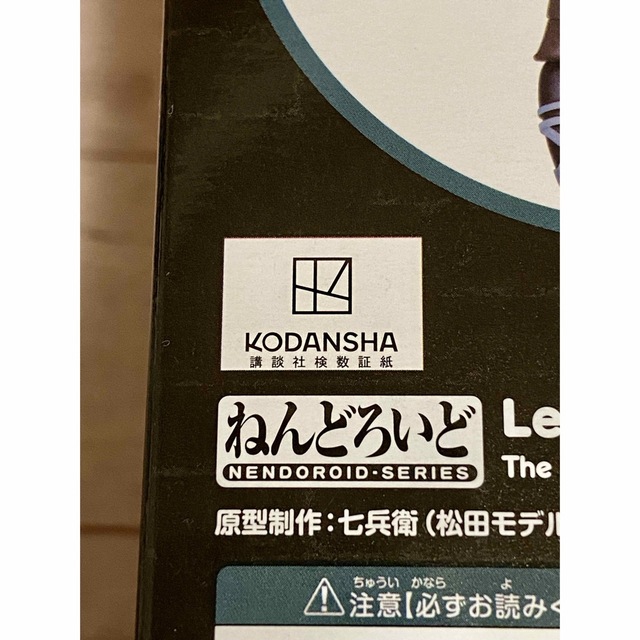 KODANSHA
講談社検数証紙
ねんどろいど Le
NENDOROID-SERIES The
原型制作:七兵衛(松田モデル
ちゅうい かなら よ
注意【必ずお読みく